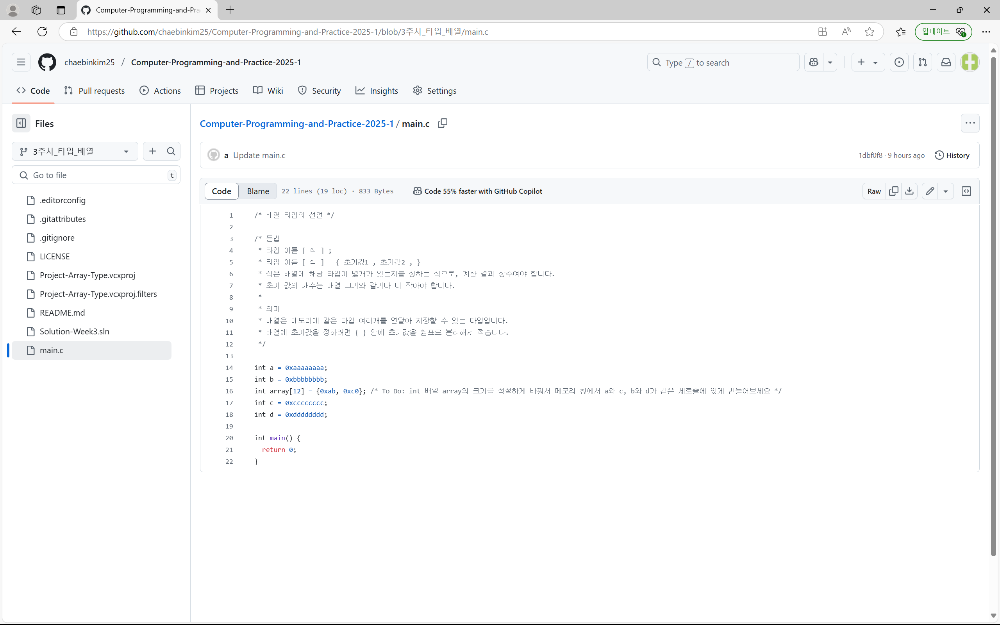 Computer-Programming-and-Pra
https://github.com/chaebinkim25/Computer-Programming-and-Practice-2025-1/blob/3주차_타입_배열/main.c
업데이트
chaebinkim25 / Computer-Programming-and-Practice-2025-1
Type / to search
Code Pull requests Actions Projects Wiki Security Insights Settings
Files
3주차_타입_배열
Go to file t
.editorconfig
.gitattributes
.gitignore
LICENSE
Project-Array-Type.vcxproj
Project-Array-Type.vcxproj.filters
README.md
Solution-Week3.sln
main.c
Computer-Programming-and-Practice-2025-1 / main.c
a Update main.c 1dbf0f8 · 9 hours ago History
Code Blame 22 lines (19 loc) · 833 Bytes Code 55% faster with GitHub Copilot Raw
1 /* 배열 타입의 선언 */
2
3 /* 문법
4 * 타입 이름 [ 식 ] ;
5 * 타입 이름 [ 식 ] = { 초기값1 , 초기값2 , }
6 * 식은 배열에 해당 타입이 몇개가 있는지를 정하는 식으로, 계산 결과 상수여야 합니다.
7 * 초기 값의 개수는 배열 크기와 같거나 더 작아야 합니다.
8 *
9 * 의미
10 * 배열은 메모리에 같은 타입 여러개를 연달아 저장할 수 있는 타입입니다.
11 * 배열에 초기값을 정하려면 { } 안에 초기값을 쉼표로 분리해서 적습니다.
12 */
13
14 int a = 0xaaaaaaaa;
15 int b = 0xbbbbbbbb;
16 int array[12] = {0xab, 0xc0}; /* To Do: int 배열 array의 크기를 적절하게 바꿔서 메모리 창에서 a와 c, b와 d가 같은 세로줄에 있게 만들어보세요 */
17 int c = 0xcccccccc;
18 int d = 0xdddddddd;
19
20 int main() {
21 return 0;
22 }